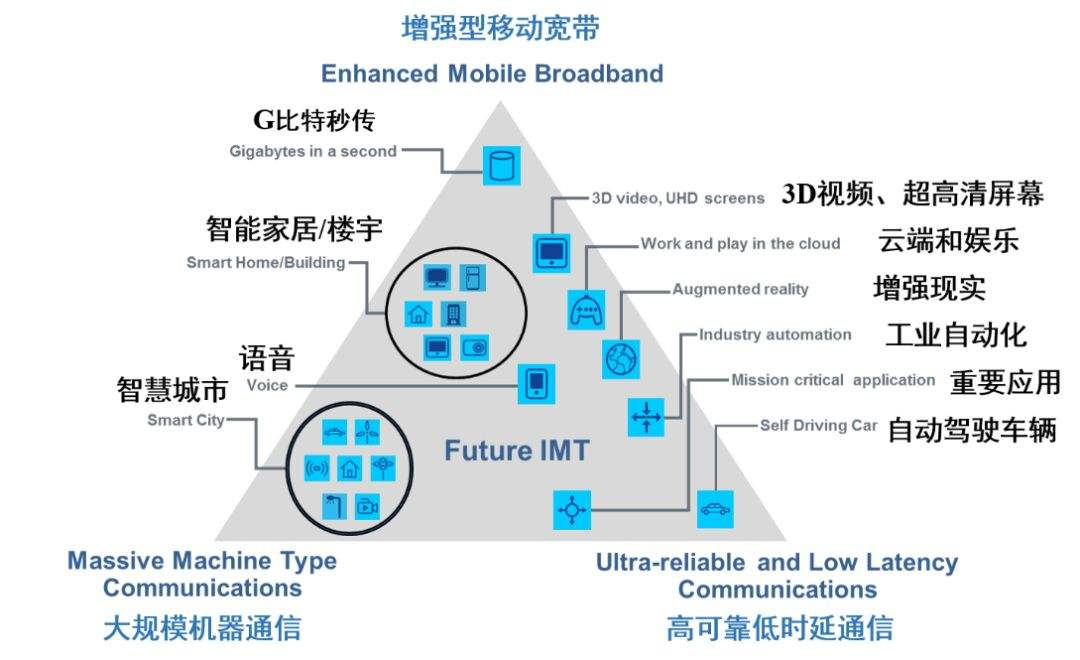 增强型移动宽带
Enhanced Mobile Broadband
G比特秒传
Gigabytes in a second
3D video, UHD screens 3D视频、超高清屏幕
智能家居/楼宇
Smart Home/Building
Work and play in the cloud 云端和娱乐
Augmented reality 增强现实
Industry automation 工业自动化
语音
Voice
Mission critical application 重要应用
智慧城市
Smart City
Self Driving Car 自动驾驶车辆
Future IMT
Massive Machine Type
Communications
大规模机器通信
Ultra-reliable and Low Latency
Communications
高可靠低时延通信